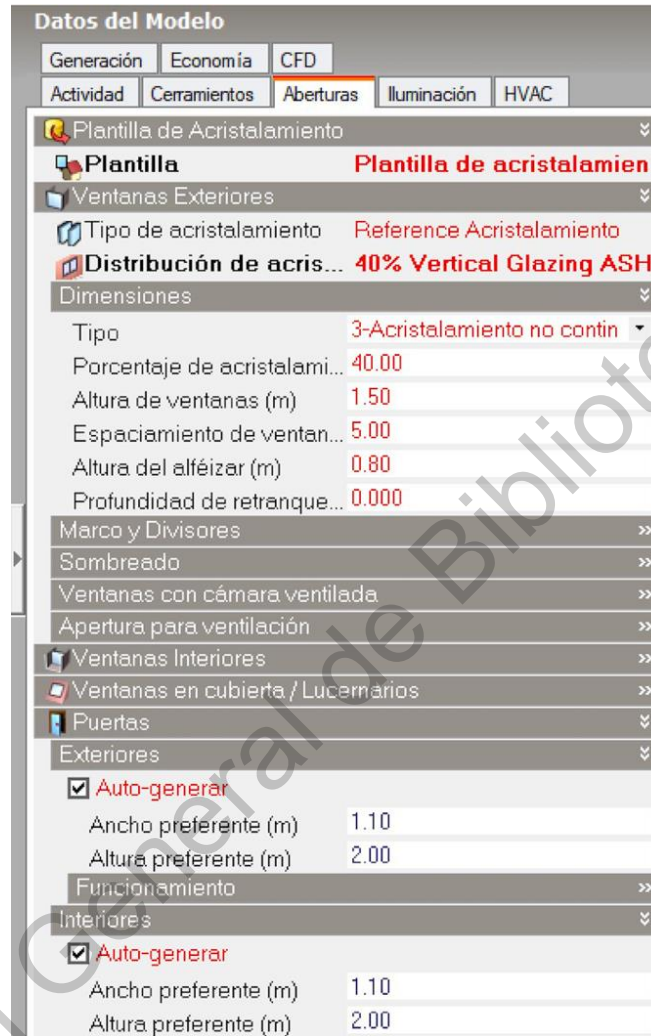 Datos del Modelo
Generación Economía CFD
Actividad Cerramientos Aberturas Iluminación HVAC
Plantilla de Acristalamiento
Plantilla Plantilla de acristalamien
Ventanas Exteriores
Tipo de acristalamiento Reference Acristalamiento
Distribución de acris... 40% Vertical Glazing ASH
Dimensiones
Tipo 3-Acristalamiento no contin
Porcentaje de acristalami... 40.00
Altura de ventanas (m) 1.50
Espaciamiento de ventan... 5.00
Altura del alféizar (m) 0.80
Profundidad de retranque... 0.000
Marco y Divisores
Sombreado
Ventanas con cámara ventilada
Apertura para ventilación
Ventanas Interiores
Ventanas en cubierta / Lucernarios
Puertas
Exteriores
Auto-generar
Ancho preferente (m) 1.10
Altura preferente (m) 2.00
Funcionamiento
Interiores
Auto-generar
Ancho preferente (m) 1.10
Altura preferente (m) 2.00
General de Bibliote